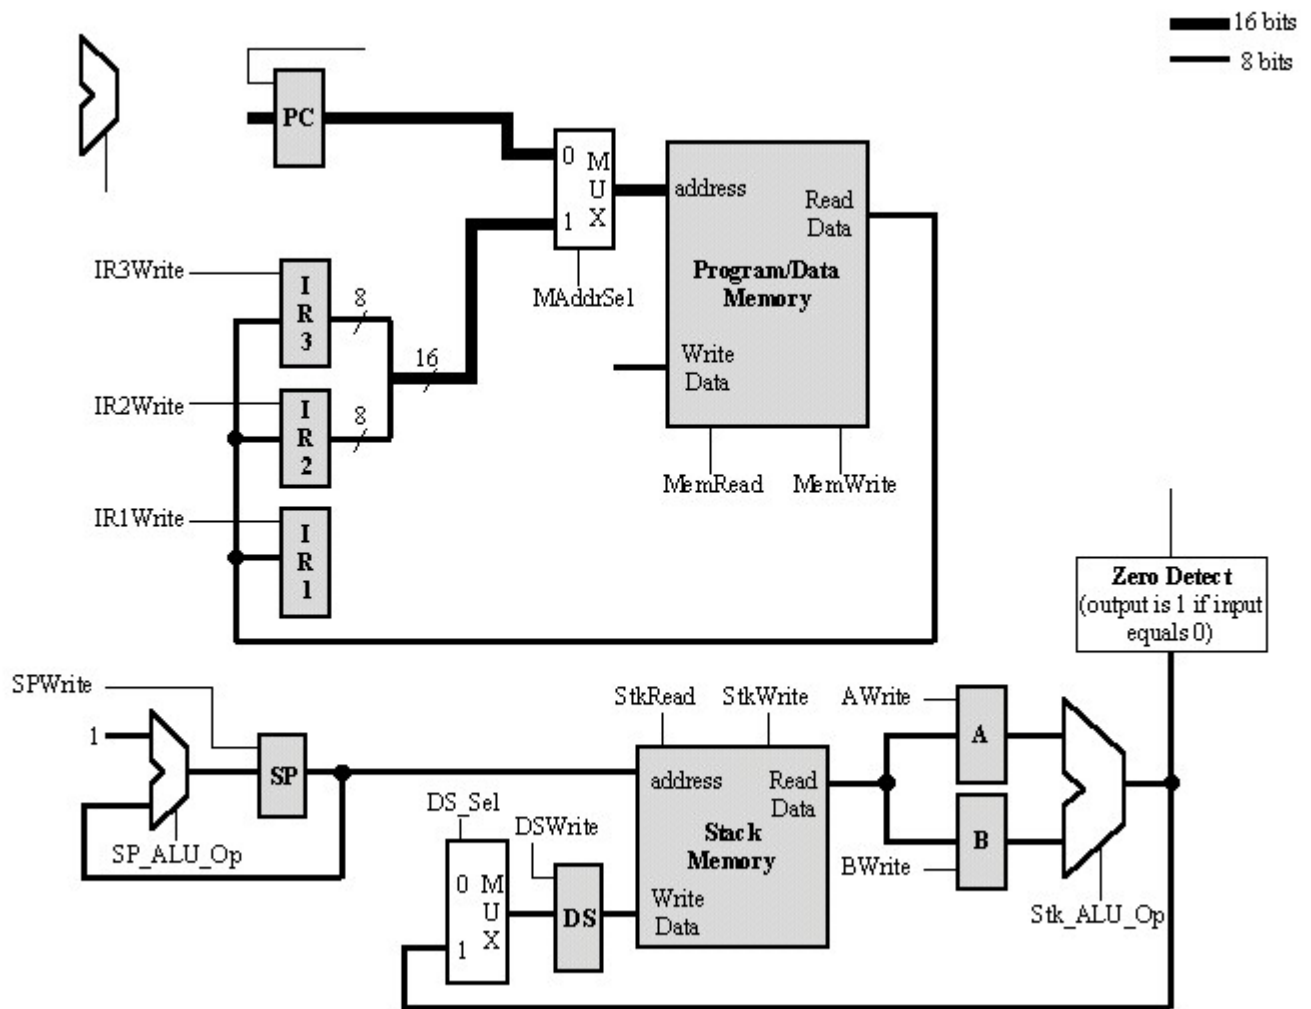 16 bits
8 bits
PC
0
M
U
X
1
MAddrSel
address
Read
Data
Program/Data
Memory
Write
Data
MemRead
MemWrite
IR3Write
I
R
3
8
16
IR2Write
I
R
2
8
IR1Write
I
R
1
Zero Detect
(output is 1 if input
equals 0)
SPWrite
1
SP
SP_ALU_Op
StkRead
StkWrite
address
Read
Data
Stack
Memory
Write
Data
DS_Sel
0
M
U
X
1
DSWrite
DS
AWrite
A
B
BWrite
Stk_ALU_Op